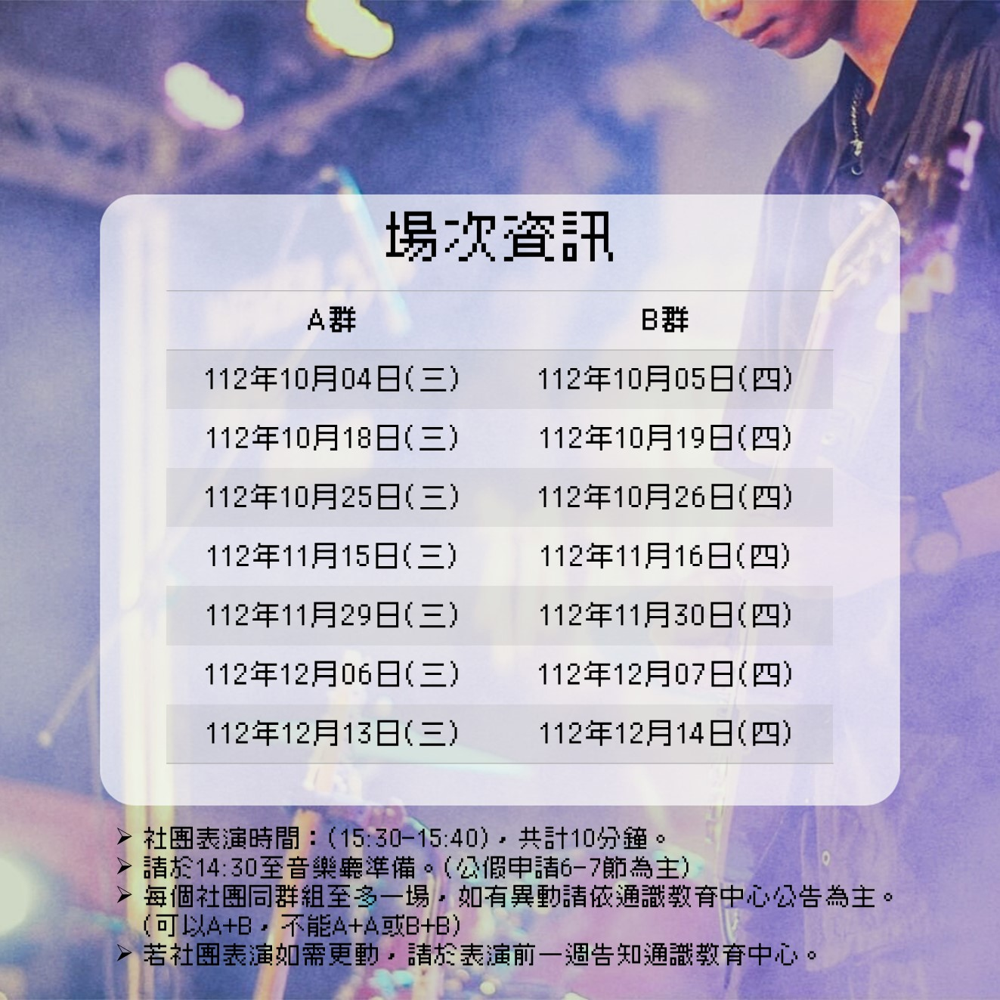 場次資訊
A群 B群
112年10月04日(三) 112年10月05日(四)
112年10月18日(三) 112年10月19日(四)
112年10月25日(三) 112年10月26日(四)
112年11月15日(三) 112年11月16日(四)
112年11月29日(三) 112年11月30日(四)
112年12月06日(三) 112年12月07日(四)
112年12月13日(三) 112年12月14日(四)
➢ 社團表演時間：(15:30-15:40)，共計10分鐘。
➢ 請於14:30至音樂廳準備。(公假申請6-7節為主)
➢ 每個社團同群組至多一場，如有異動請依通識教育中心公告為主。
(可以A+B，不能A+A或B+B)
➢ 若社團表演如需更動，請於表演前一週告知通識教育中心。